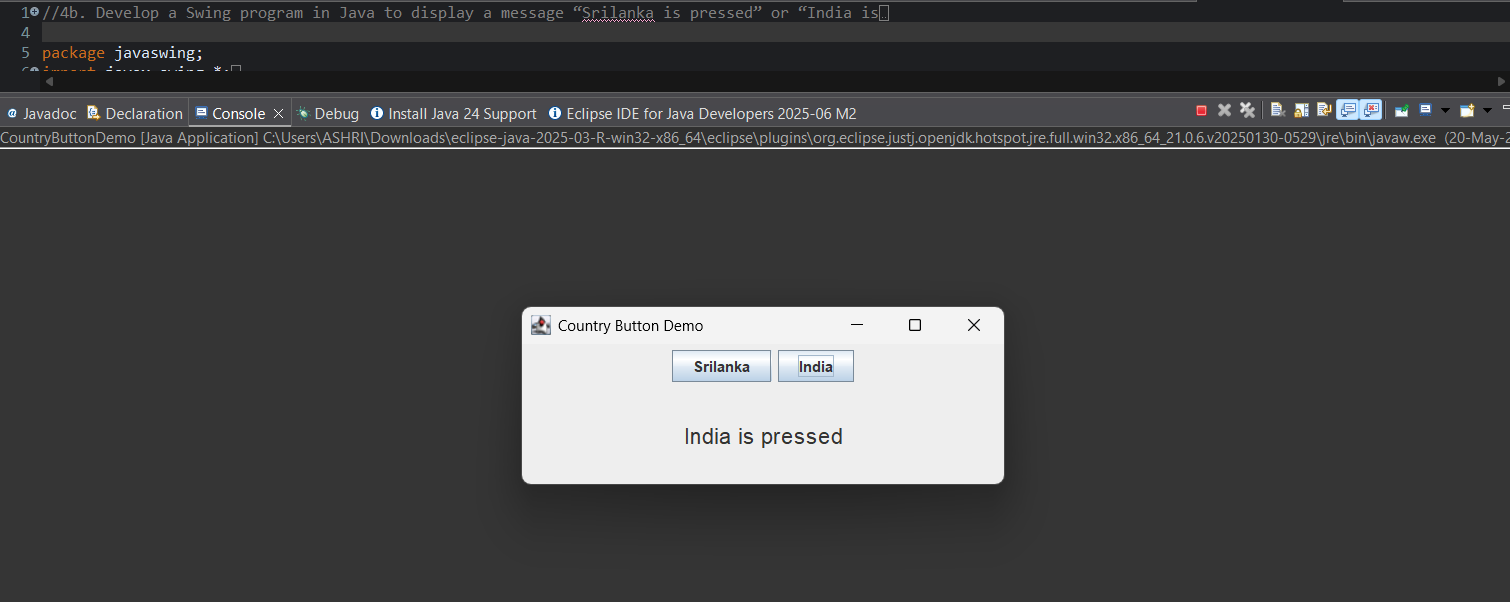 1 //4b. Develop a Swing program in Java to display a message “Srilanka is pressed” or “India is
4
5 package javaswing;
6 import javax.swing.*;
@ Javadoc Declaration Console Debug Install Java 24 Support Eclipse IDE for Java Developers 2025-06 M2
CountryButtonDemo [Java Application] C:\Users\ASHRI\Downloads\eclipse-java-2025-03-R-win32-x86_64\eclipse\plugins\org.eclipse.justj.openjdk.hotspot.jre.full.win32.x86_64_21.0.6.v20250130-0529\jre\bin\javaw.exe (20-May-2
Country Button Demo
Srilanka India
India is pressed